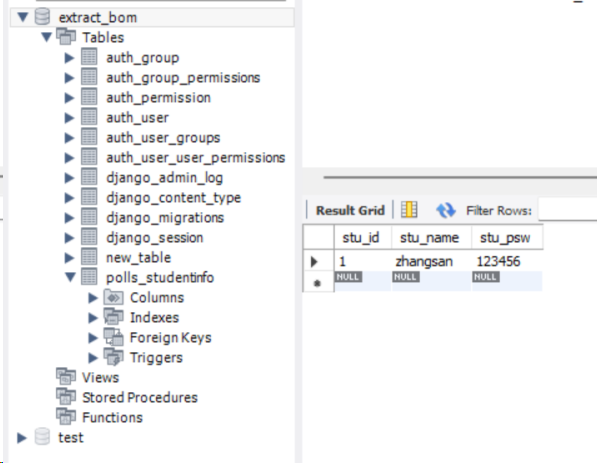 extract_bom
Tables
auth_group
auth_group_permissions
auth_permission
auth_user
auth_user_groups
auth_user_user_permissions
django_admin_log
django_content_type
django_migrations
django_session
new_table
polls_studentinfo
Columns
Indexes
Foreign Keys
Triggers
Views
Stored Procedures
Functions
test
Result Grid Filter Rows:
stu_id stu_name stu_psw
1 zhangsan 123456
NULL NULL NULL